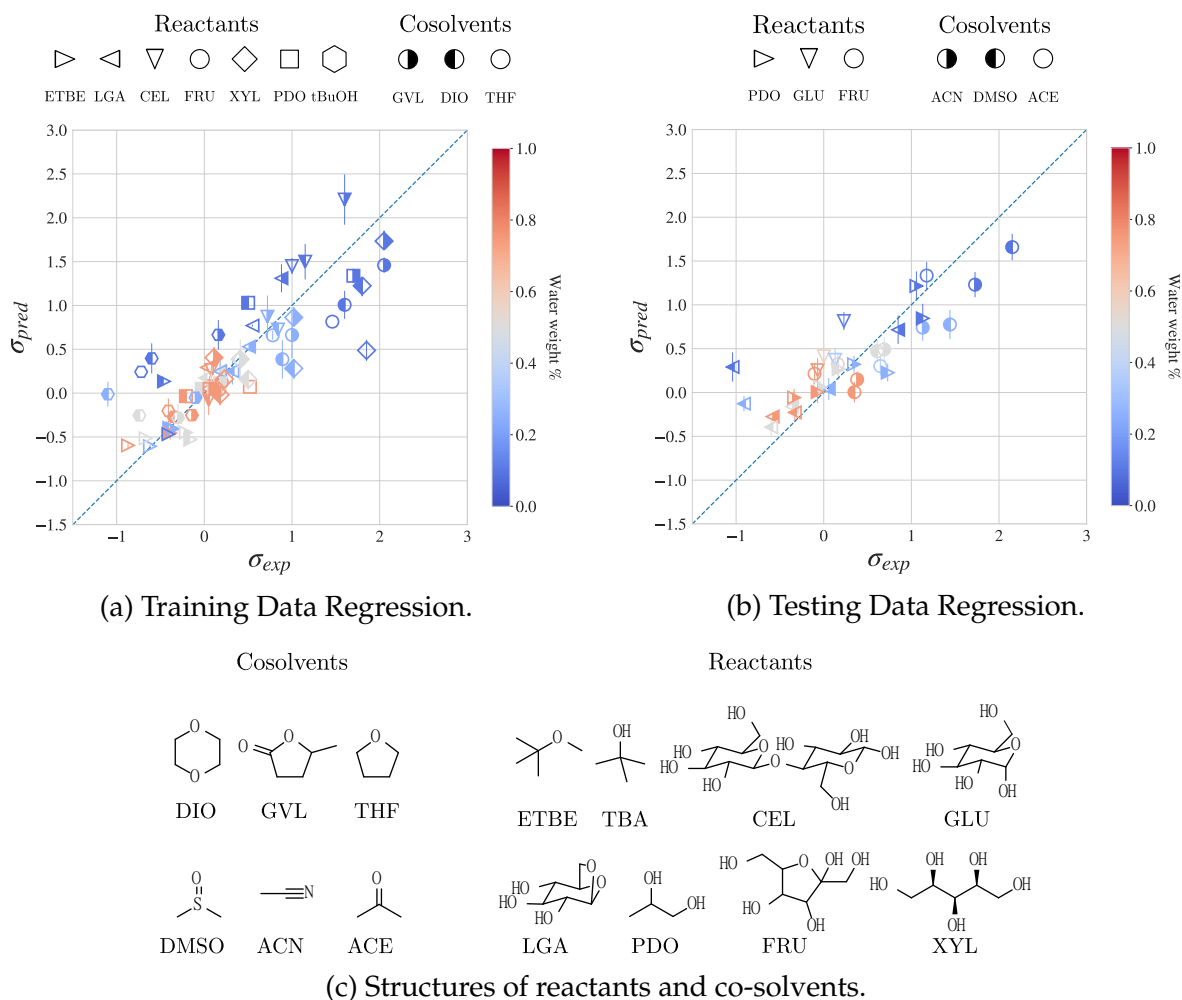 Reactants Cosolvents
ETBE LGA CEL FRU XYL PDO tBuOH GVL DIO THF
3.0
2.5
2.0
1.5
1.0
0.5
0.0
−0.5
−1.0
−1.5
−1 0 1 2 3
σpred
σexp
1.0
0.8
0.6
0.4
0.2
0.0
Water weight %
(a) Training Data Regression.
Reactants Cosolvents
PDO GLU FRU ACN DMSO ACE
3.0
2.5
2.0
1.5
1.0
0.5
0.0
−0.5
−1.0
−1.5
−1 0 1 2 3
σpred
σexp
1.0
0.8
0.6
0.4
0.2
0.0
Water weight %
(b) Testing Data Regression.
Cosolvents Reactants
O O
DIO
O O
GVL
O
THF
O
ETBE
OH
TBA
HO HO HO HO O O HO OH OH O OH
CEL
HO HO HO HO O OH
GLU
O S
DMSO
N
ACN
O
ACE
HO HO HO O O
LGA
OH OH
PDO
HO HO O OH OH OH
FRU
HO OH OH OH OH
XYL
(c) Structures of reactants and co-solvents.